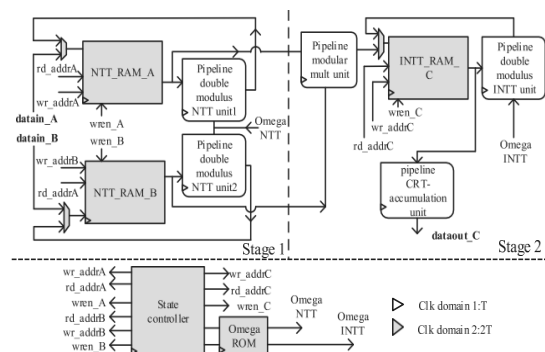 rd_addrA
wr_addrA
NTT_RAM_A
Pipeline
double
modulus
NTT unit1
datain_A
datain_B
wren_A
wren_B
Omega
NTT
wr_addrB
rd_addrA
NTT_RAM_B
Pipeline
double
modulus
NTT unit2
Stage 1
Pipeline
modular
mult unit
INTT_RAM_
C
Pipeline
double
modulus
INTT unit
wren_C
wr_addrC
rd_addrC
Omega
INTT
pipeline
CRT-
accumulation
unit
dataout_C
Stage 2
wr_addrA
rd_addrA
wren_A
rd_addrB
wr_addrB
wren_B
State
controller
wr_addrC
rd_addrC
wren_C
Omega
ROM
Omega
NTT
Omega
INTT
Clk domain 1:T
Clk domain 2:2T